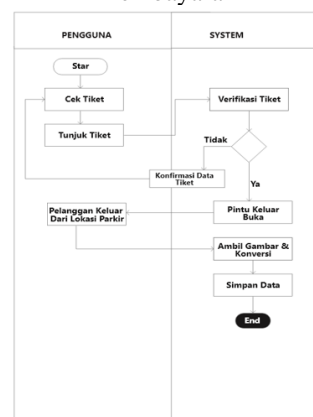 PENGGUNA
SYSTEM
Star
Cek Tiket
Verifikasi Tiket
Tunjuk Tiket
Tidak
Konfirmasi Data
Tiket
Ya
Pelanggan Keluar
Dari Lokasi Parkir
Pintu Keluar
Buka
Ambil Gambar &
Konversi
Simpan Data
End